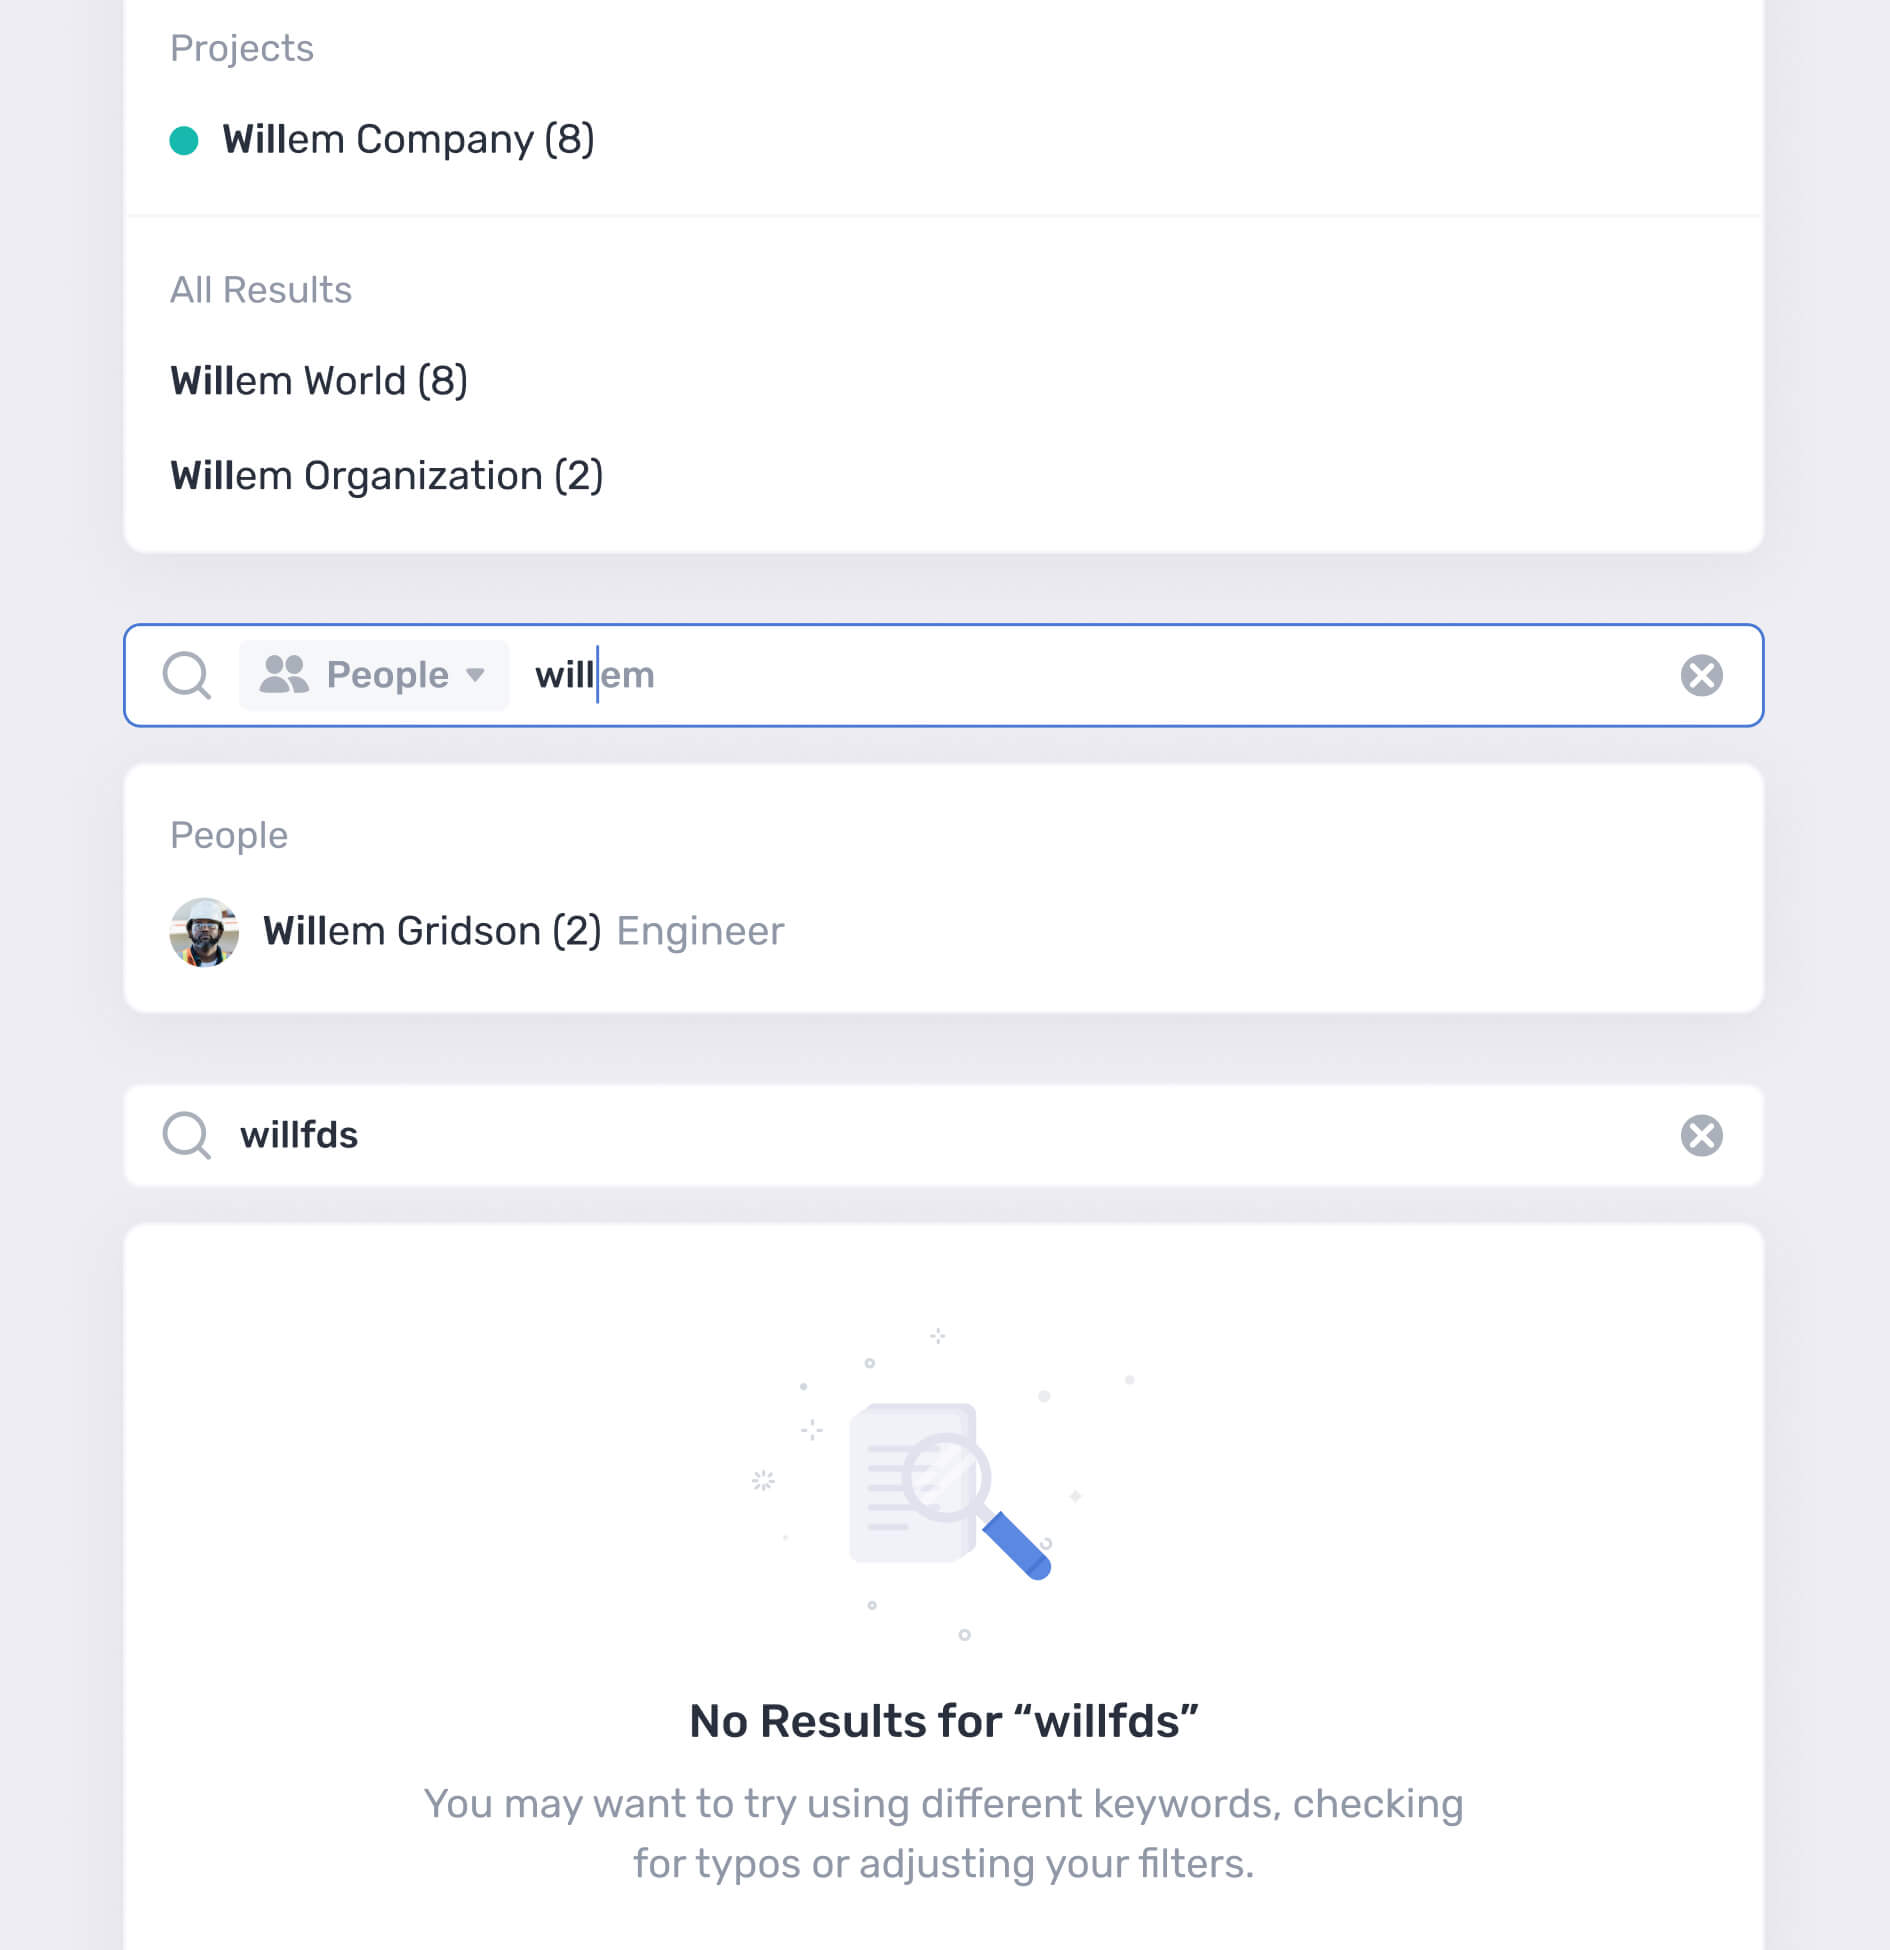 Projects
Willem Company (8)
All Results
Willem World (8)
Willem Organization (2)
People willem
People
Willem Gridson (2) Engineer
willfds
No Results for “willfds”
You may want to try using different keywords, checking
for typos or adjusting your filters.